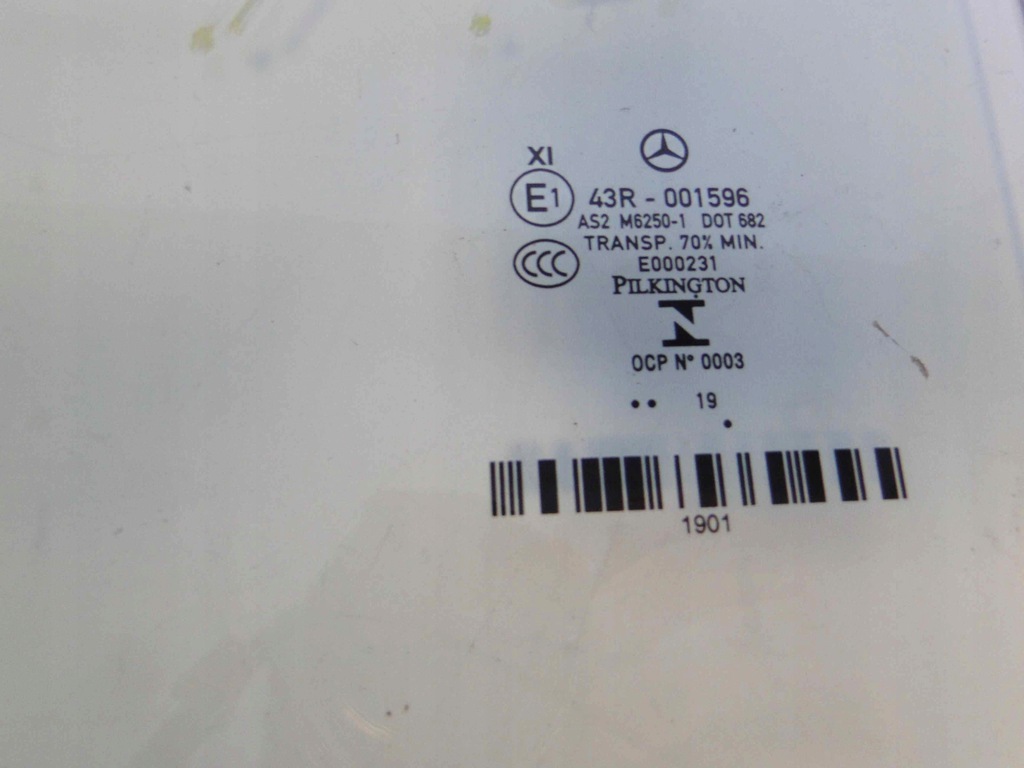 XI
E1 43R - 001596
AS2 M6250-1 DOT 682
TRANSP. 70% MIN.
CCC E000231
PILKINGTON
OCP N° 0003
•• 19
•
1901